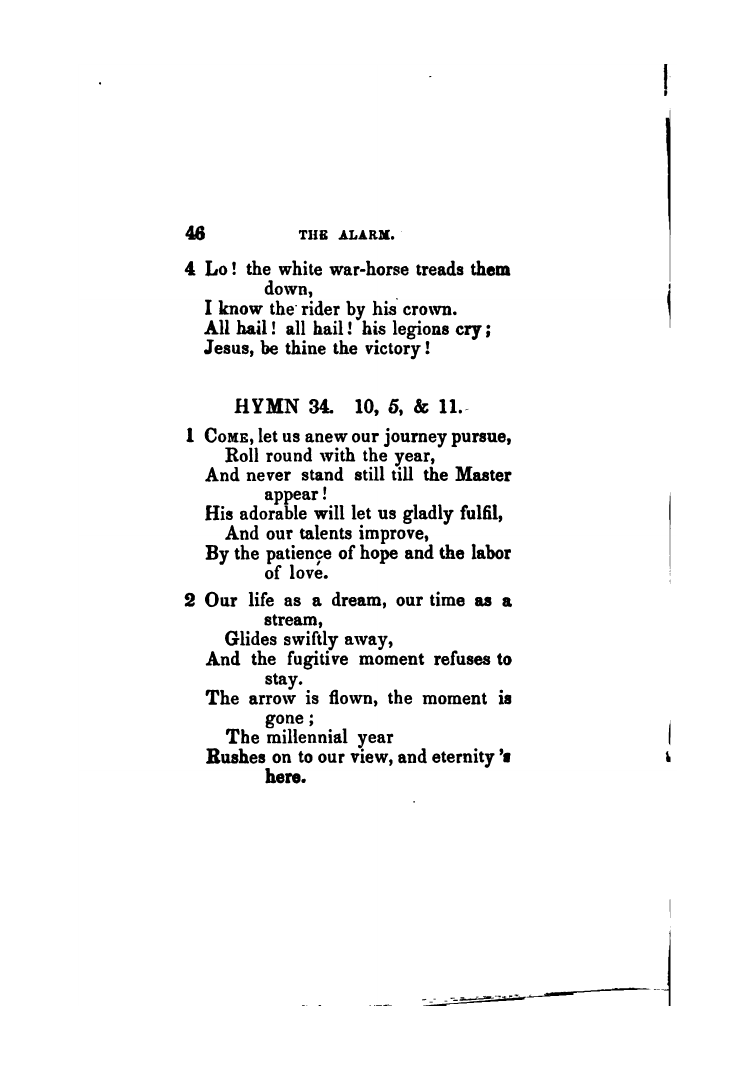 46 THE ALARM.
4 Lo! the white war-horse treads them
down,
I know the rider by his crown.
All hail! all hail! his legions cry;
Jesus, be thine the victory!
HYMN 34. 10, 5, & 11.
1 COME, let us anew our journey pursue,
Roll round with the year,
And never stand still till the Master
appear!
His adorable will let us gladly fulfil,
And our talents improve,
By the patience of hope and the labor
of love.
2 Our life as a dream, our time as a
stream,
Glides swiftly away,
And the fugitive moment refuses to
stay.
The arrow is flown, the moment is
gone;
The millennial year
Rushes on to our view, and eternity 's
here.